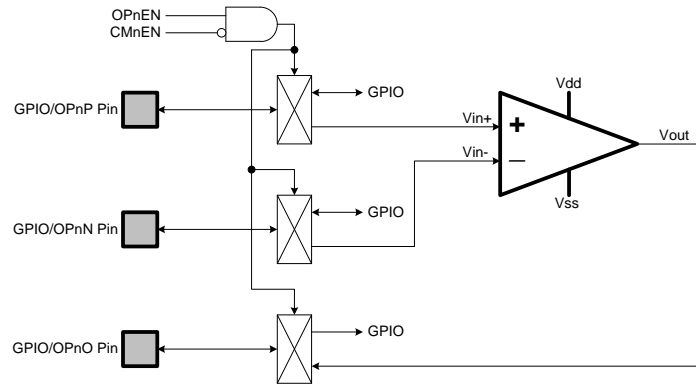 OPnEN
CMnEN
GPIO/OPnP Pin
GPIO
Vdd
Vin+
+
Vout
Vin-
–
Vss
GPIO/OPnN Pin
GPIO
GPIO/OPnO Pin
GPIO